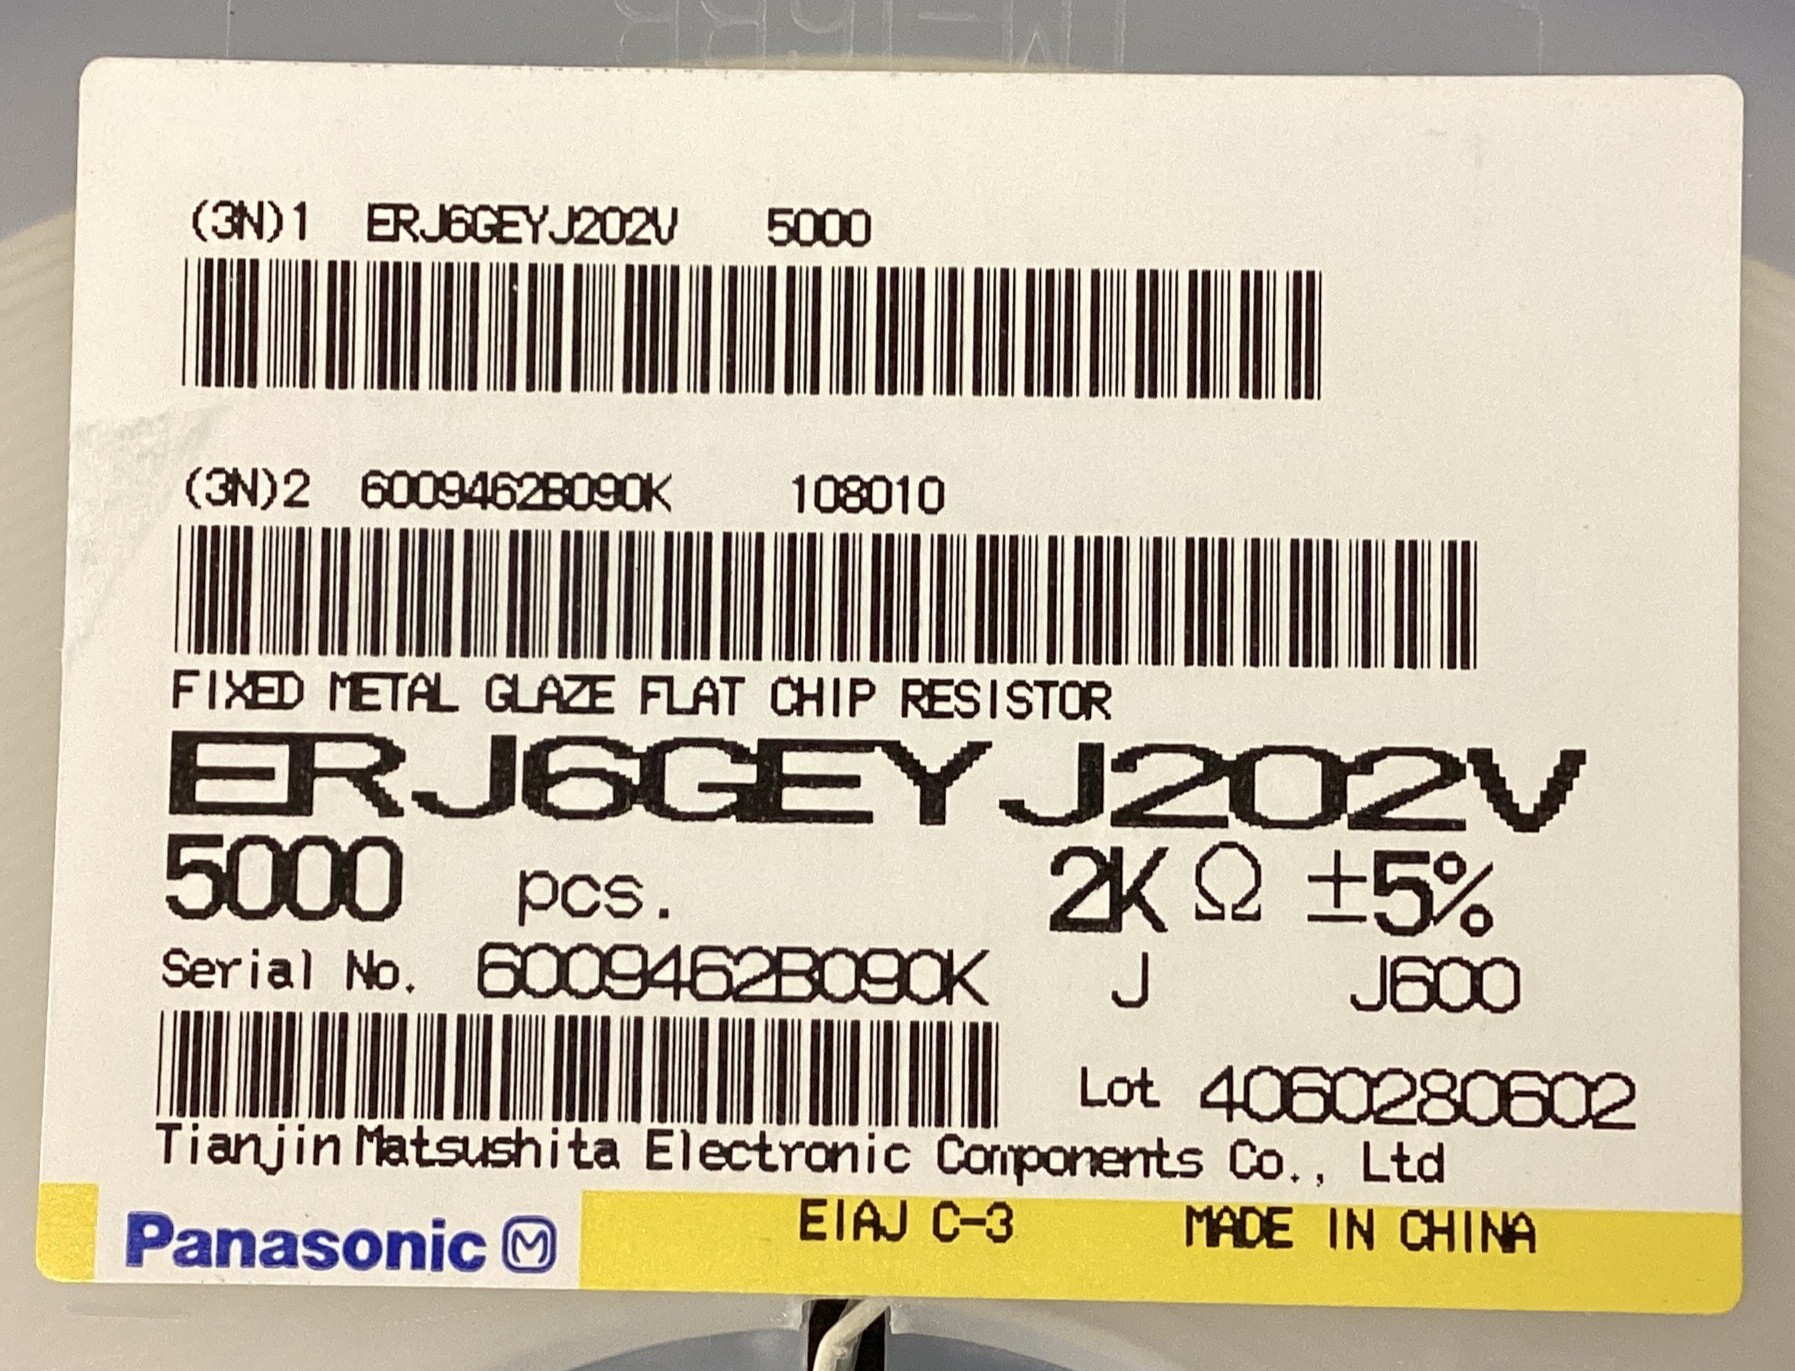 (3N)1 ERJ6GEYJ202V 5000
(3N)2 6009462B090K 108010
FIXED METAL GLAZE FLAT CHIP RESISTOR
ERJ6GEYJ202V
5000 pcs. 2KΩ ±5%
Serial No. 6009462B090K J J600
Lot 4060280602
Tianjin Matsushita Electronic Components Co., Ltd
Panasonic M EIAJ C-3 MADE IN CHINA